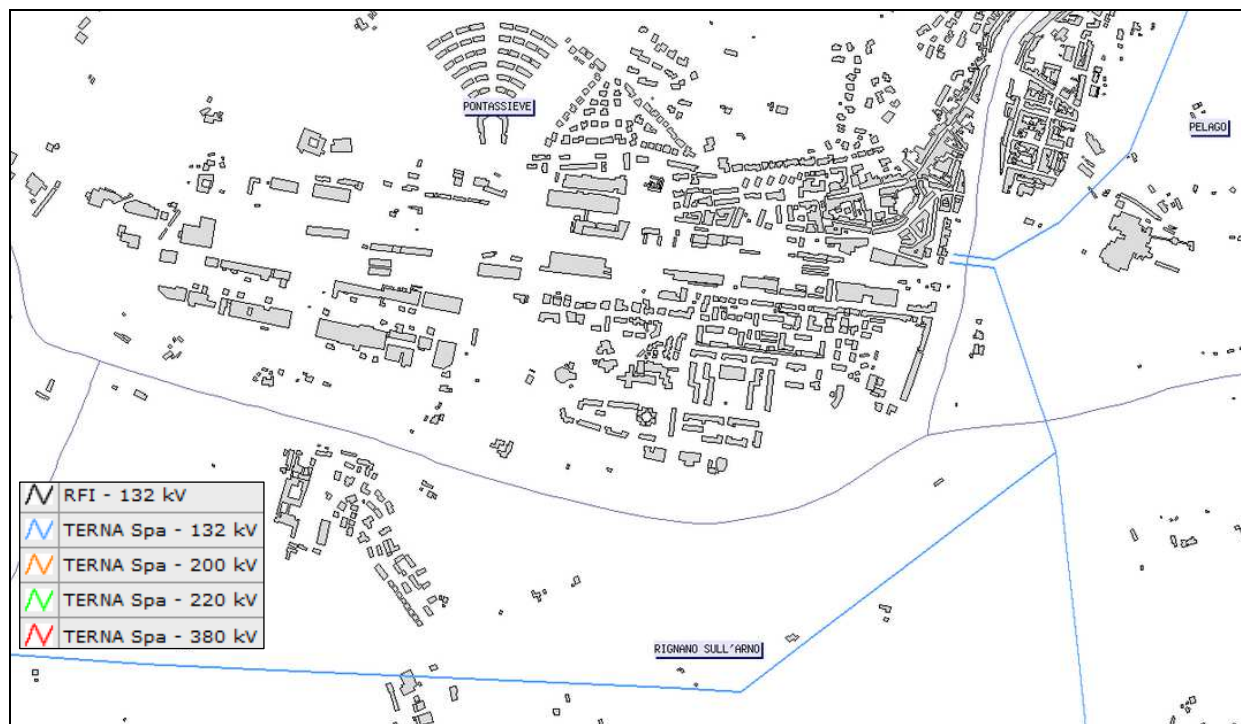 PONTASSIEVE
PELAGO
RFI - 132 kV
TERNA Spa - 132 kV
TERNA Spa - 200 kV
TERNA Spa - 220 kV
TERNA Spa - 380 kV
RIGNANO SULL'ARNO